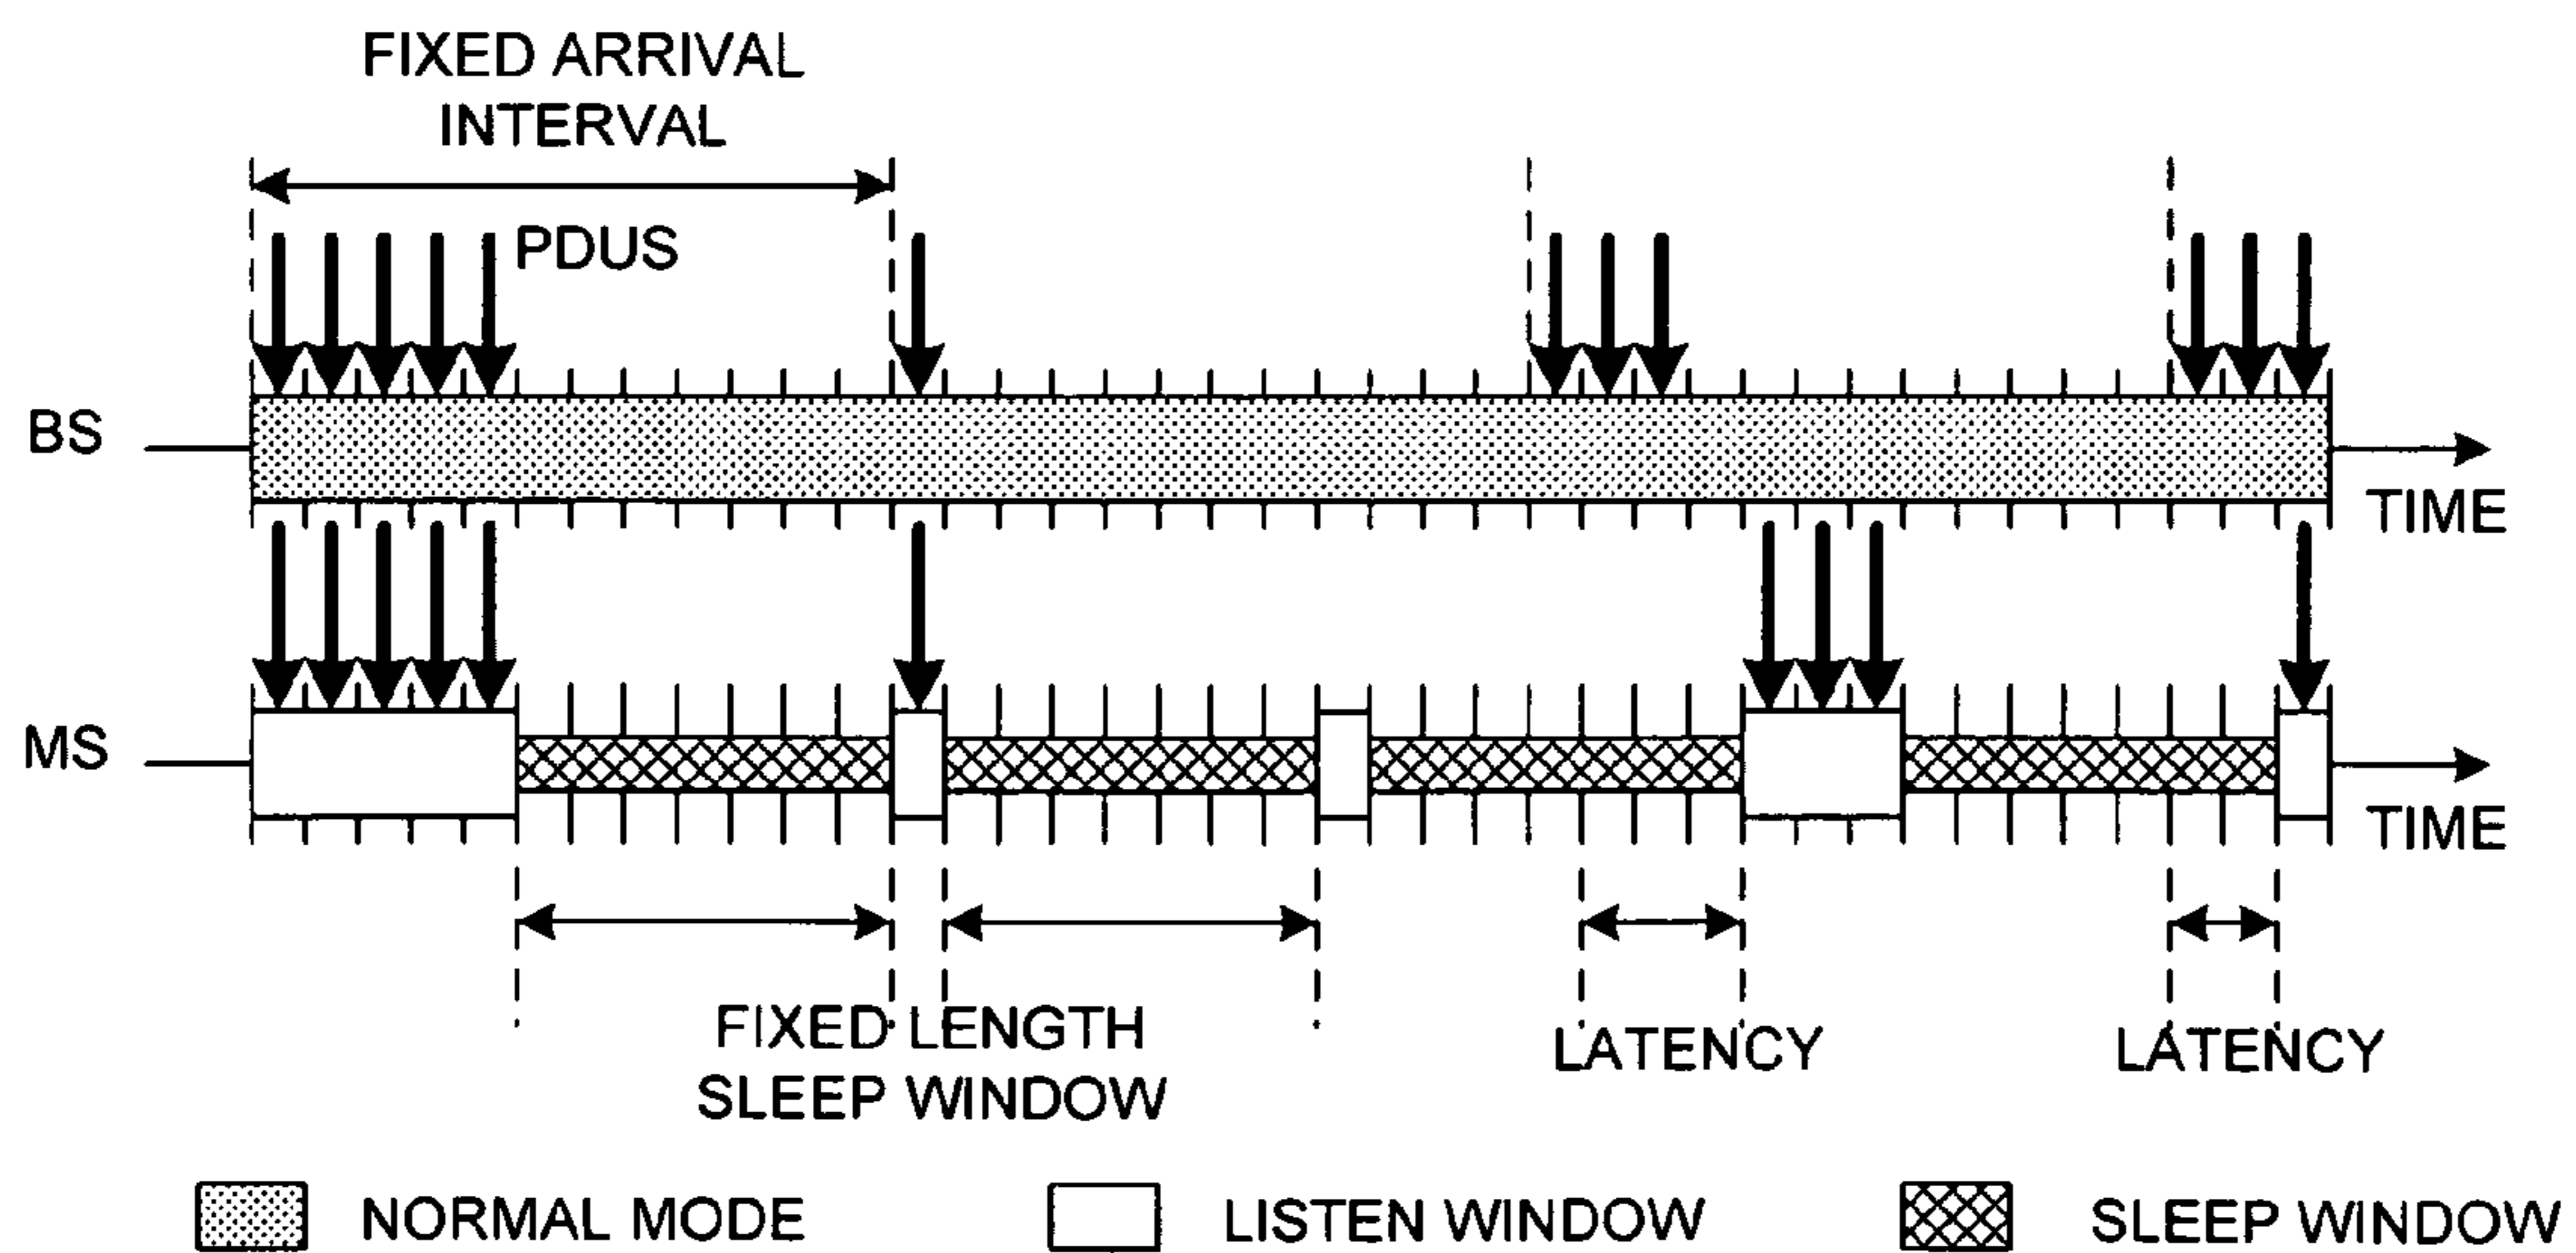 FIXED ARRIVAL
INTERVAL
PDUS
BS
TIME
MS
TIME
FIXED LENGTH
SLEEP WINDOW
LATENCY
LATENCY
NORMAL MODE
LISTEN WINDOW
SLEEP WINDOW